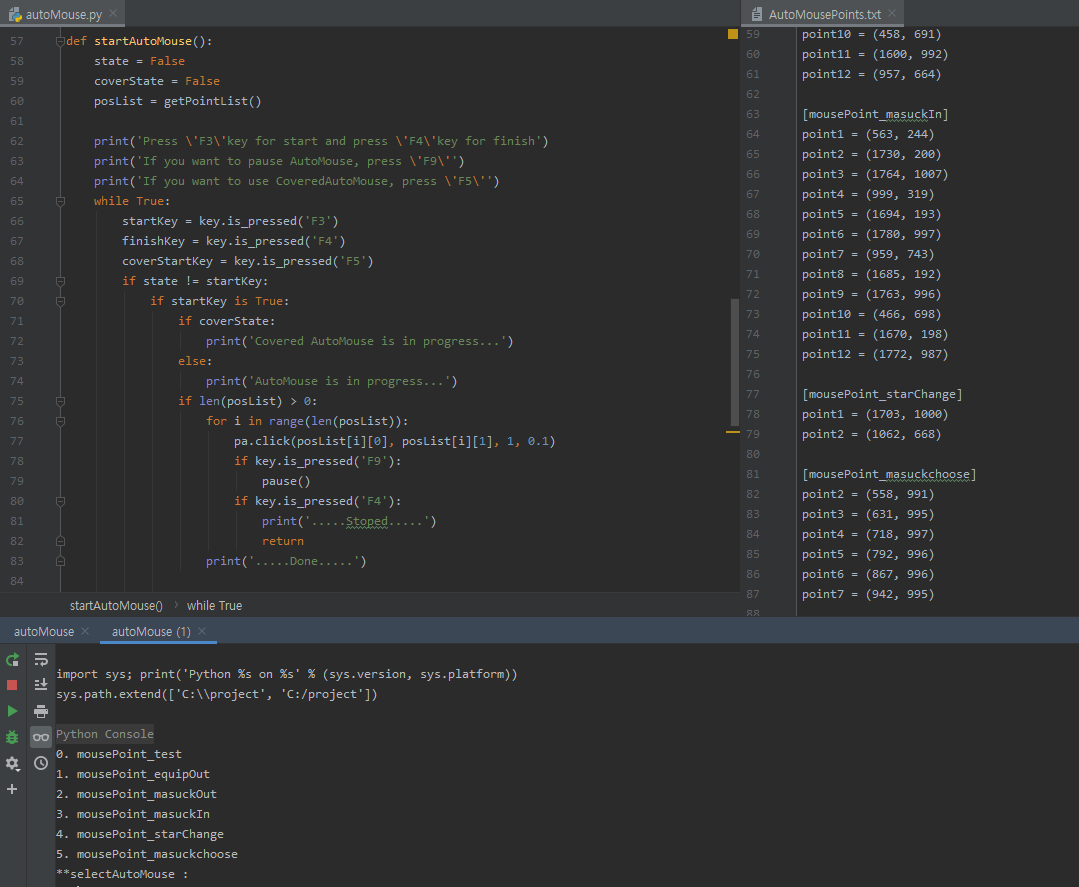 autoMouse.py
57 def startAutoMouse():
58 state = False
59 coverState = False
60 posList = getPointList()
61
62 print('Press \'F3\'key for start and press \'F4\'key for finish')
63 print('If you want to pause AutoMouse, press \'F9\'')
64 print('If you want to use CoveredAutoMouse, press \'F5\'')
65 while True:
66 startKey = key.is_pressed('F3')
67 finishKey = key.is_pressed('F4')
68 coverStartKey = key.is_pressed('F5')
69 if state != startKey:
70 if startKey is True:
71 if coverState:
72 print('Covered AutoMouse is in progress...')
73 else:
74 print('AutoMouse is in progress...')
75 if len(posList) > 0:
76 for i in range(len(posList)):
77 pa.click(posList[i][0], posList[i][1], 1, 0.1)
78 if key.is_pressed('F9'):
79 pause()
80 if key.is_pressed('F4'):
81 print('.....Stoped.....')
82 return
83 print('.....Done.....')
84
startAutoMouse() › while True
AutoMousePoints.txt
59 point10 = (458, 691)
60 point11 = (1600, 992)
61 point12 = (957, 664)
62
63 [mousePoint_masuckIn]
64 point1 = (563, 244)
65 point2 = (1730, 200)
66 point3 = (1764, 1007)
67 point4 = (999, 319)
68 point5 = (1694, 193)
69 point6 = (1780, 997)
70 point7 = (959, 743)
71 point8 = (1685, 192)
72 point9 = (1763, 996)
73 point10 = (466, 698)
74 point11 = (1670, 198)
75 point12 = (1772, 987)
76
77 [mousePoint_starChange]
78 point1 = (1703, 1000)
79 point2 = (1062, 668)
80
81 [mousePoint_masuckchoose]
82 point2 = (558, 991)
83 point3 = (631, 995)
84 point4 = (718, 997)
85 point5 = (792, 996)
86 point6 = (867, 996)
87 point7 = (942, 995)
88
autoMouse autoMouse (1)
import sys; print('Python %s on %s' % (sys.version, sys.platform))
sys.path.extend(['C:\\project', 'C:/project'])
Python Console
0. mousePoint_test
1. mousePoint_equipOut
2. mousePoint_masuckOut
3. mousePoint_masuckIn
4. mousePoint_starChange
5. mousePoint_masuckchoose
**selectAutoMouse :